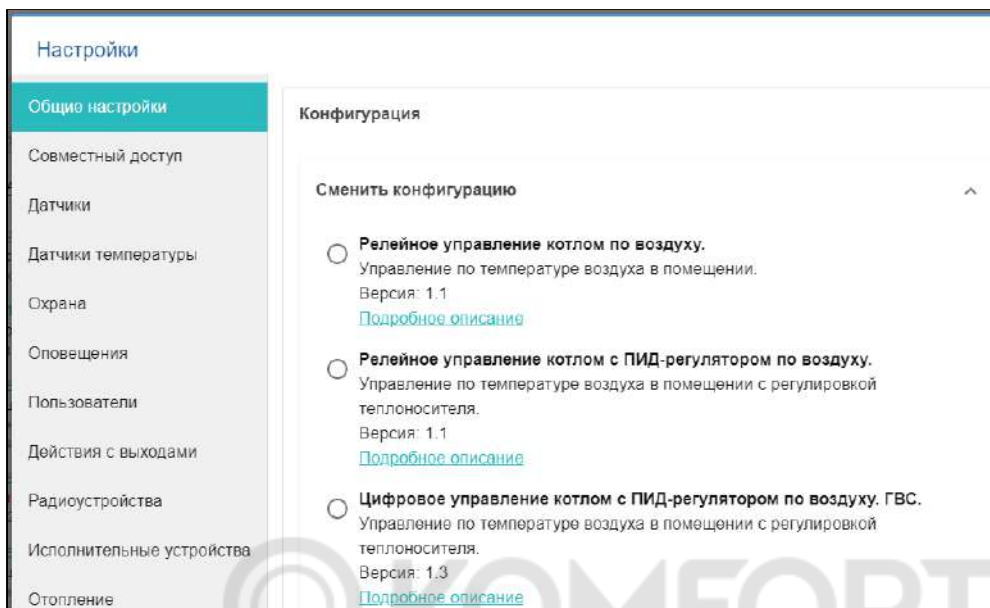 Настройки
Общие настройки
Совместный доступ
Датчики
Датчики температуры
Охрана
Оповещения
Пользователи
Действия с выходами
Радиоустройства
Исполнительные устройства
Отопление
Конфигурация
Сменить конфигурацию
Релейное управление котлом по воздуху.
Управление по температуре воздуха в помещении.
Версия: 1.1
Подробное описание
Релейное управление котлом с ПИД-регулятором по воздуху.
Управление по температуре воздуха в помещении с регулировкой
теплоносителя.
Версия: 1.1
Подробное описание
Цифровое управление котлом с ПИД-регулятором по воздуху. ГВС.
Управление по температуре воздуха в помещении с регулировкой
теплоносителя.
Версия: 1.3
Подробное описание
KOMFORT